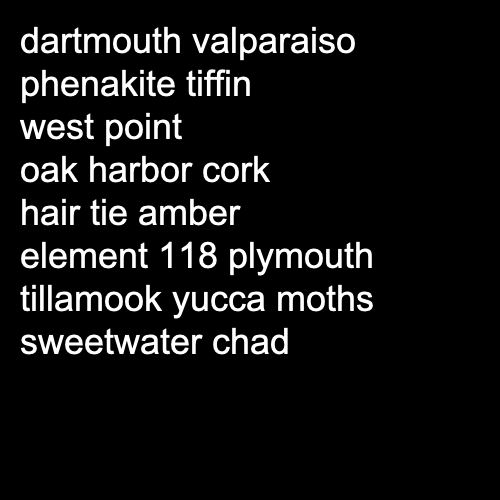 dartmouth valparaiso
phenakite tiffin
west point
oak harbor cork
hair tie amber
element 118 plymouth
tillamook yucca moths
sweetwater chad